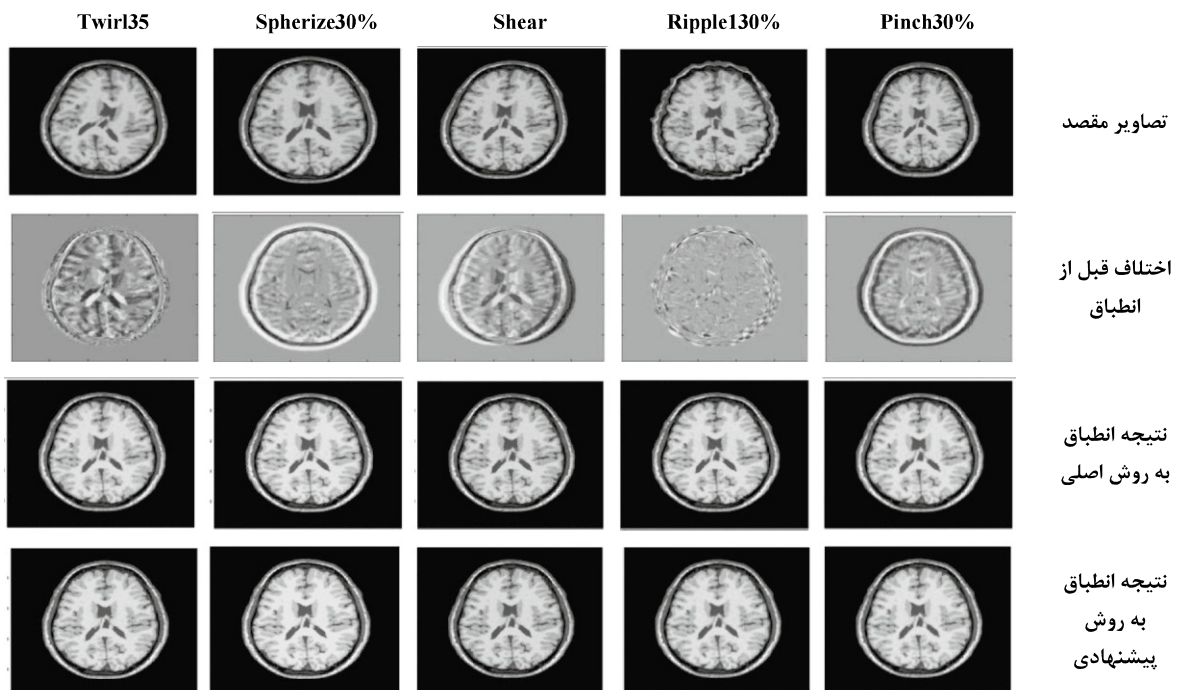 Twirl35 Spherize30% Shear Ripple130% Pinch30%
تصاویر مقصد
اختلاف قبل از
انطباق
نتیجه انطباق
به روش اصلی
نتیجه انطباق
به روش
پیشنهادی